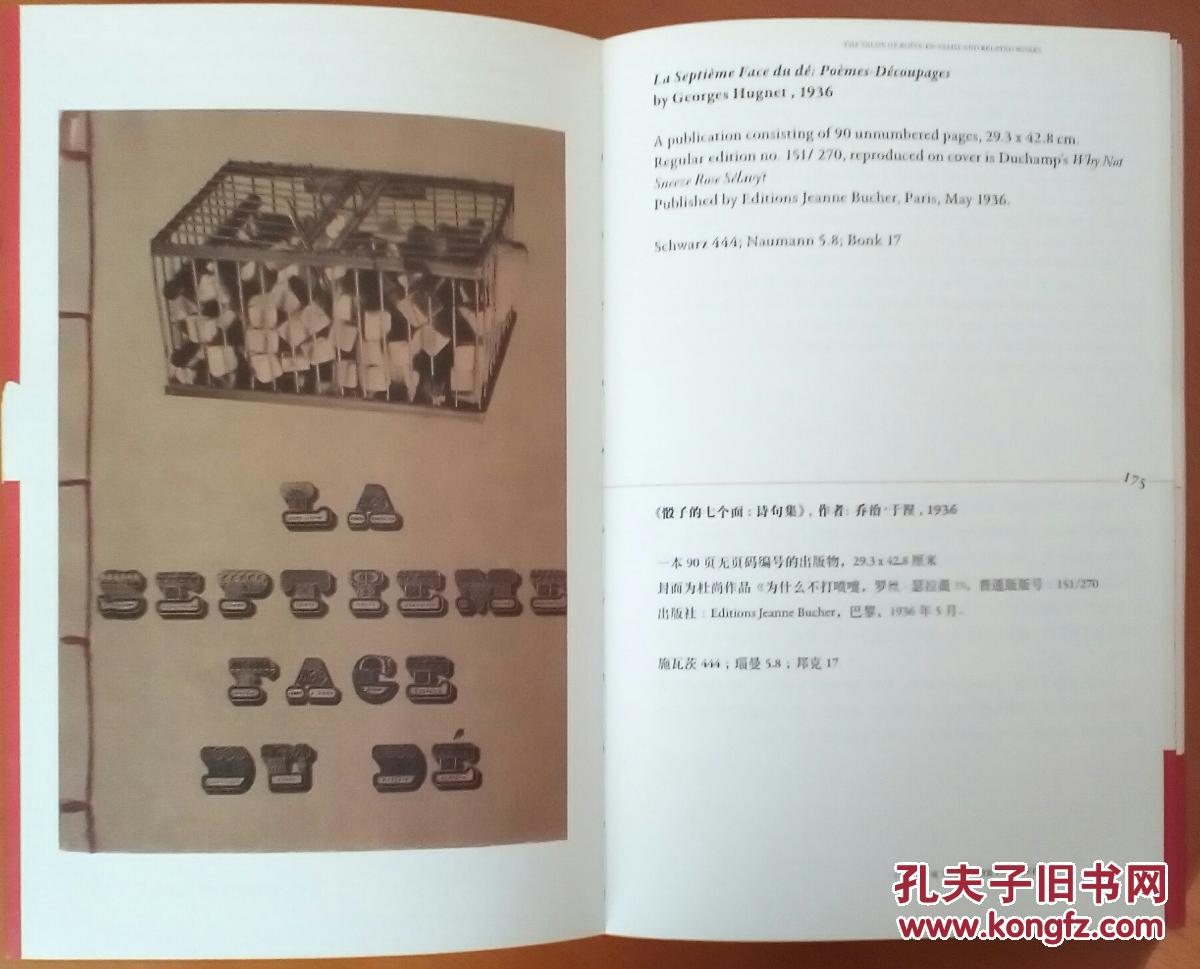 LA
SEPTIEME
FACE
DU DÉ
AND RELATED WORKS
La Septième Face du dé: Poèmes-Découpages
by Georges Hugnet, 1936
A publication consisting of 90 unnumbered pages, 29.3 x 42.8 cm.
Regular edition no. 151/ 270, reproduced on cover is Duchamp's Why Not
Sneeze Rose Sélavy?
Published by Editions Jeanne Bucher, Paris, May 1936.
Schwarz 444; Naumann 5.8; Bonk 17
175
《骰子的七个面：诗句集》，作者：乔治·于涅，1936
一本 90 页无页码编号的出版物，29.3 x 42.8 厘米
封面为杜尚作品《为什么不打喷嚏，罗丝·瑟拉薇》，普通版版号：151/270
出版社：Editions Jeanne Bucher，巴黎，1936 年 5 月。
施瓦茨 444；瑙曼 5.8；邦克 17
孔夫子旧书网
www.kongfz.com